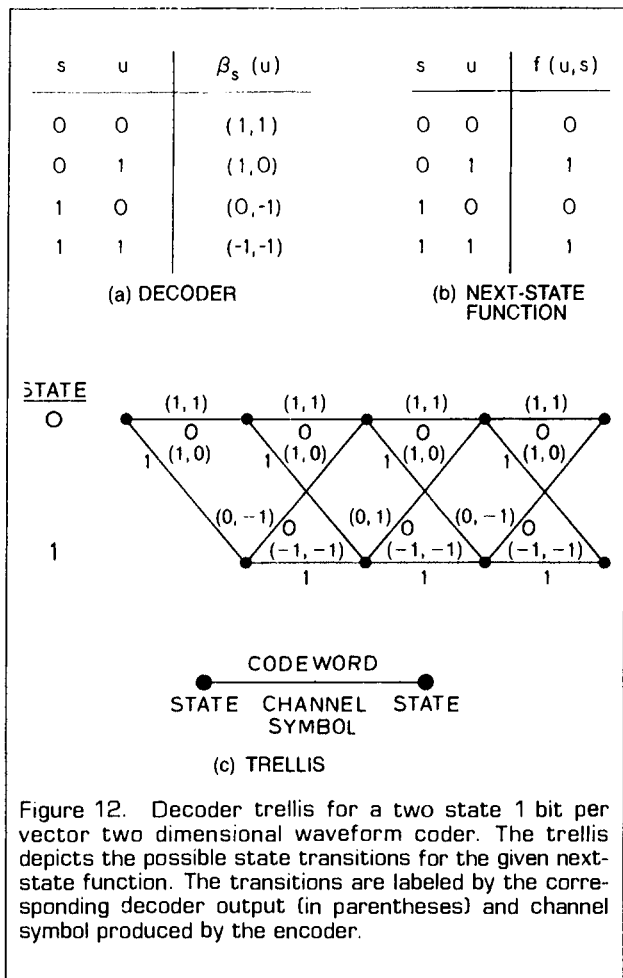 s u β_s (u)
0 0 (1,1)
0 1 (1,0)
1 0 (0,-1)
1 1 (-1,-1)
(a) DECODER
s u f (u,s)
0 0 0
0 1 1
1 0 0
1 1 1
(b) NEXT-STATE
FUNCTION
STATE
0
1
(1,1) (1,1) (1,1) (1,1)
0 0 0 0
1 (1,0) 1 (1,0) 1 (1,0) 1 (1,0)
(0,-1) 0 (0,1) 0 (0,-1) 0
(-1,-1) (-1,-1) (-1,-1)
1 1 1
CODEWORD
STATE CHANNEL STATE
SYMBOL
(c) TRELLIS
Figure 12. Decoder trellis for a two state 1 bit per
vector two dimensional waveform coder. The trellis
depicts the possible state transitions for the given next-
state function. The transitions are labeled by the corre-
sponding decoder output (in parentheses) and channel
symbol produced by the encoder.